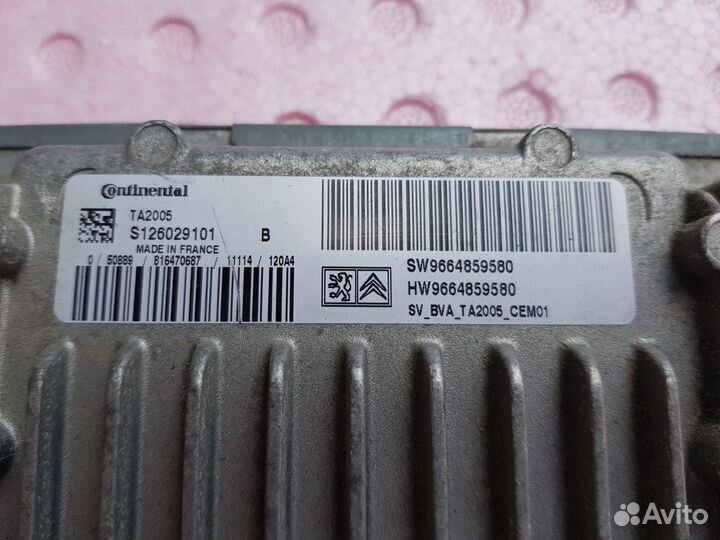 Continental
TA2005
S126029101 B
MADE IN FRANCE
0 / 50889 / 816470687 / 11114 / 120A4
SW9664859580
HW9664859580
SV_BVA_TA2005_CEM01
Avito